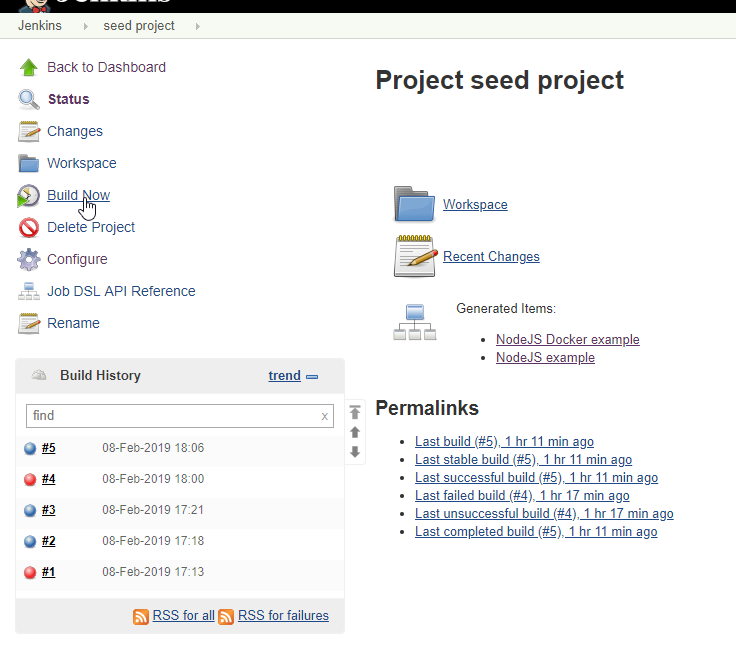 Jenkins
Jenkins seed project
Back to Dashboard
Status
Changes
Workspace
Build Now
Delete Project
Configure
Job DSL API Reference
Rename
Build History trend
find x
#5 08-Feb-2019 18:06
#4 08-Feb-2019 18:00
#3 08-Feb-2019 17:21
#2 08-Feb-2019 17:18
#1 08-Feb-2019 17:13
RSS for all RSS for failures
Project seed project
Workspace
Recent Changes
Generated Items:
NodeJS Docker example
NodeJS example
Permalinks
Last build (#5), 1 hr 11 min ago
Last stable build (#5), 1 hr 11 min ago
Last successful build (#5), 1 hr 11 min ago
Last failed build (#4), 1 hr 17 min ago
Last unsuccessful build (#4), 1 hr 17 min ago
Last completed build (#5), 1 hr 11 min ago